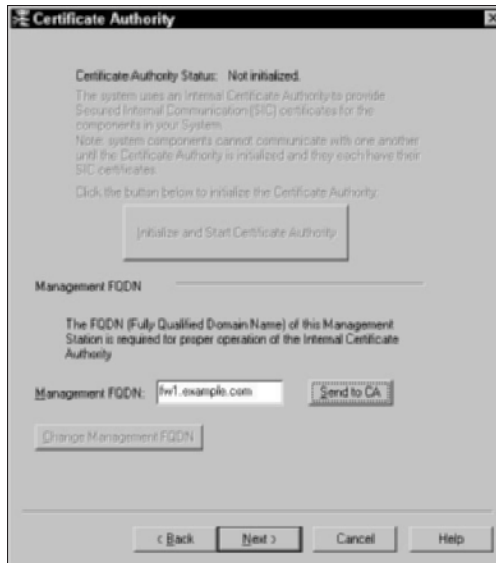 Certificate Authority
Certificate Authority Status: Not initialized.
The system uses an Internal Certificate Authority to provide
Secured Internal Communication (SIC) certificates for the
components in your System.
Note: system components cannot communicate with one another
until the Certificate Authority is initialized and they each have their
SIC certificates
Click the button below to initialize the Certificate Authority:
Initialize and Start Certificate Authority
Management FQDN
The FQDN (Fully Qualified Domain Name) of this Management
Station is required for proper operation of the Internal Certificate
Authority
Management FQDN: fw1.example.com Send to CA
Change Management FQDN
< Back Next > Cancel Help